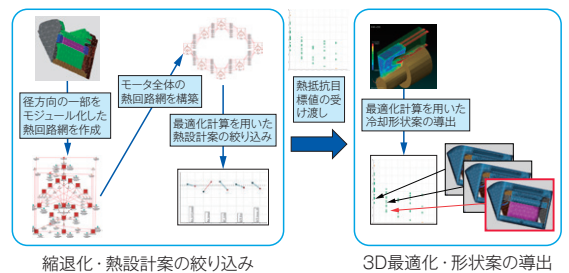 径方向の一部を
モジュール化した
熱回路網を作成
モータ全体の
熱回路網を構築
最適化計算を用いた
熱設計案の絞り込み
熱抵抗目
標値の受
け渡し
最適化計算を用いた
冷却形状案の導出
縮退化・熱設計案の絞り込み
3D最適化・形状案の導出